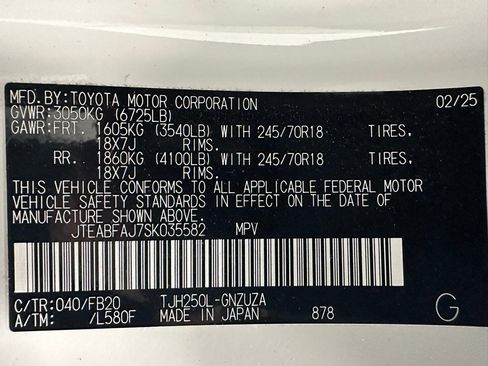 MFD.BY:TOYOTA MOTOR CORPORATION 02/25
GVWR:3050KG (6725LB)
GAWR:FRT. 1605KG (3540LB) WITH 245/70R18 TIRES,
18X7J RIMS.
RR. 1860KG (4100LB) WITH 245/70R18 TIRES,
18X7J RIMS.
THIS VEHICLE CONFORMS TO ALL APPLICABLE FEDERAL MOTOR
VEHICLE SAFETY STANDARDS IN EFFECT ON THE DATE OF
MANUFACTURE SHOWN ABOVE.
JTEABFAJ7SK035582 MPV
C/TR:040/FB20 TJH250L-GNZUZA
A/TM: /L580F MADE IN JAPAN 878 G